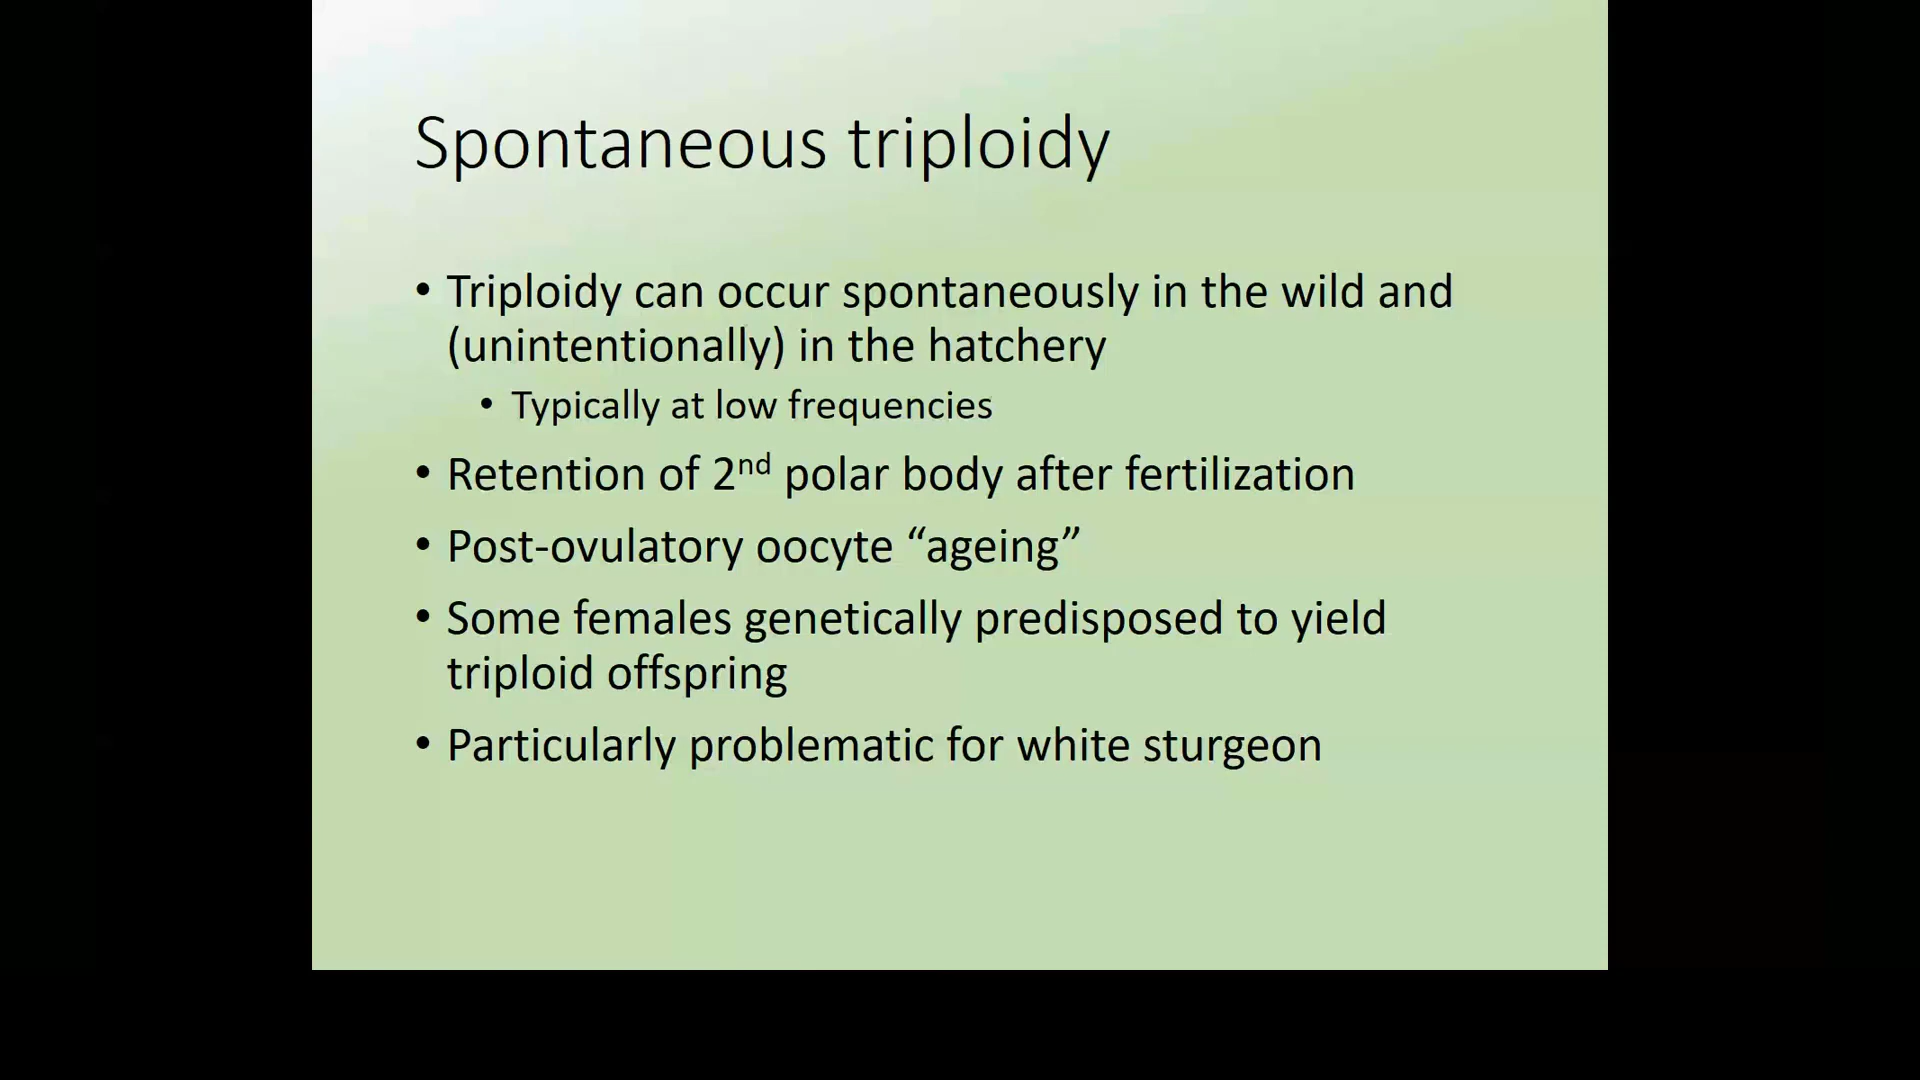 Spontaneous triploidy
• Triploidy can occur spontaneously in the wild and
(unintentionally) in the hatchery
• Typically at low frequencies
• Retention of 2nd polar body after fertilization
• Post-ovulatory oocyte “ageing”
• Some females genetically predisposed to yield
triploid offspring
• Particularly problematic for white sturgeon